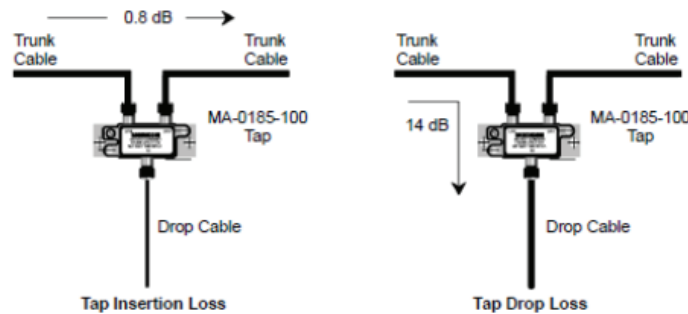 0.8 dB
Trunk
Cable
Trunk
Cable
MA-0185-100
Tap
Drop Cable
Tap Insertion Loss
Trunk
Cable
Trunk
Cable
14 dB
MA-0185-100
Tap
Drop Cable
Tap Drop Loss